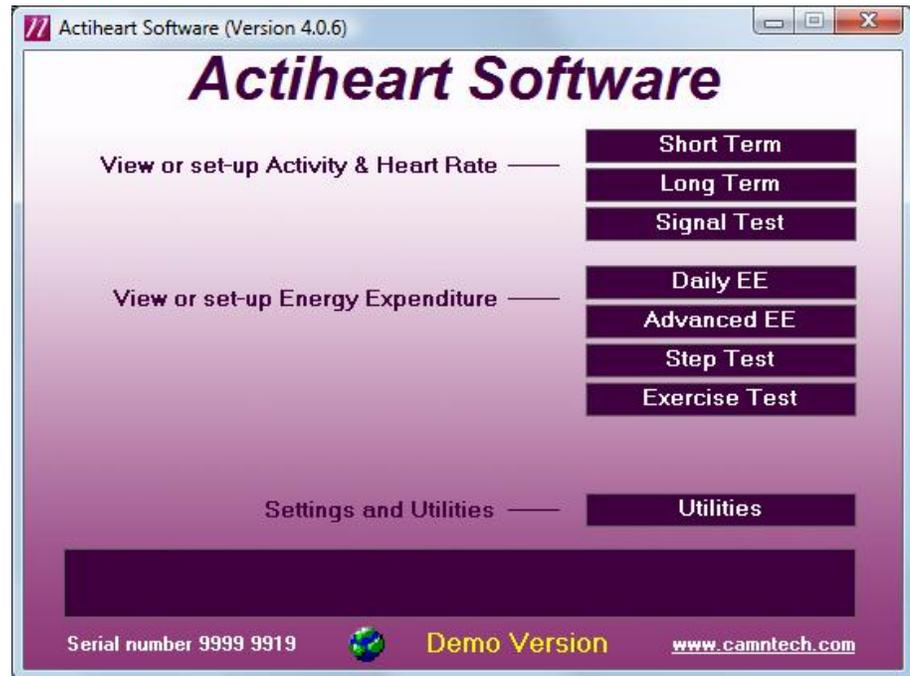 Actiheart Software (Version 4.0.6)
Actiheart Software
View or set-up Activity & Heart Rate
Short Term
Long Term
Signal Test
View or set-up Energy Expenditure
Daily EE
Advanced EE
Step Test
Exercise Test
Settings and Utilities
Utilities
Serial number 9999 9919
Demo Version
www.camntech.com